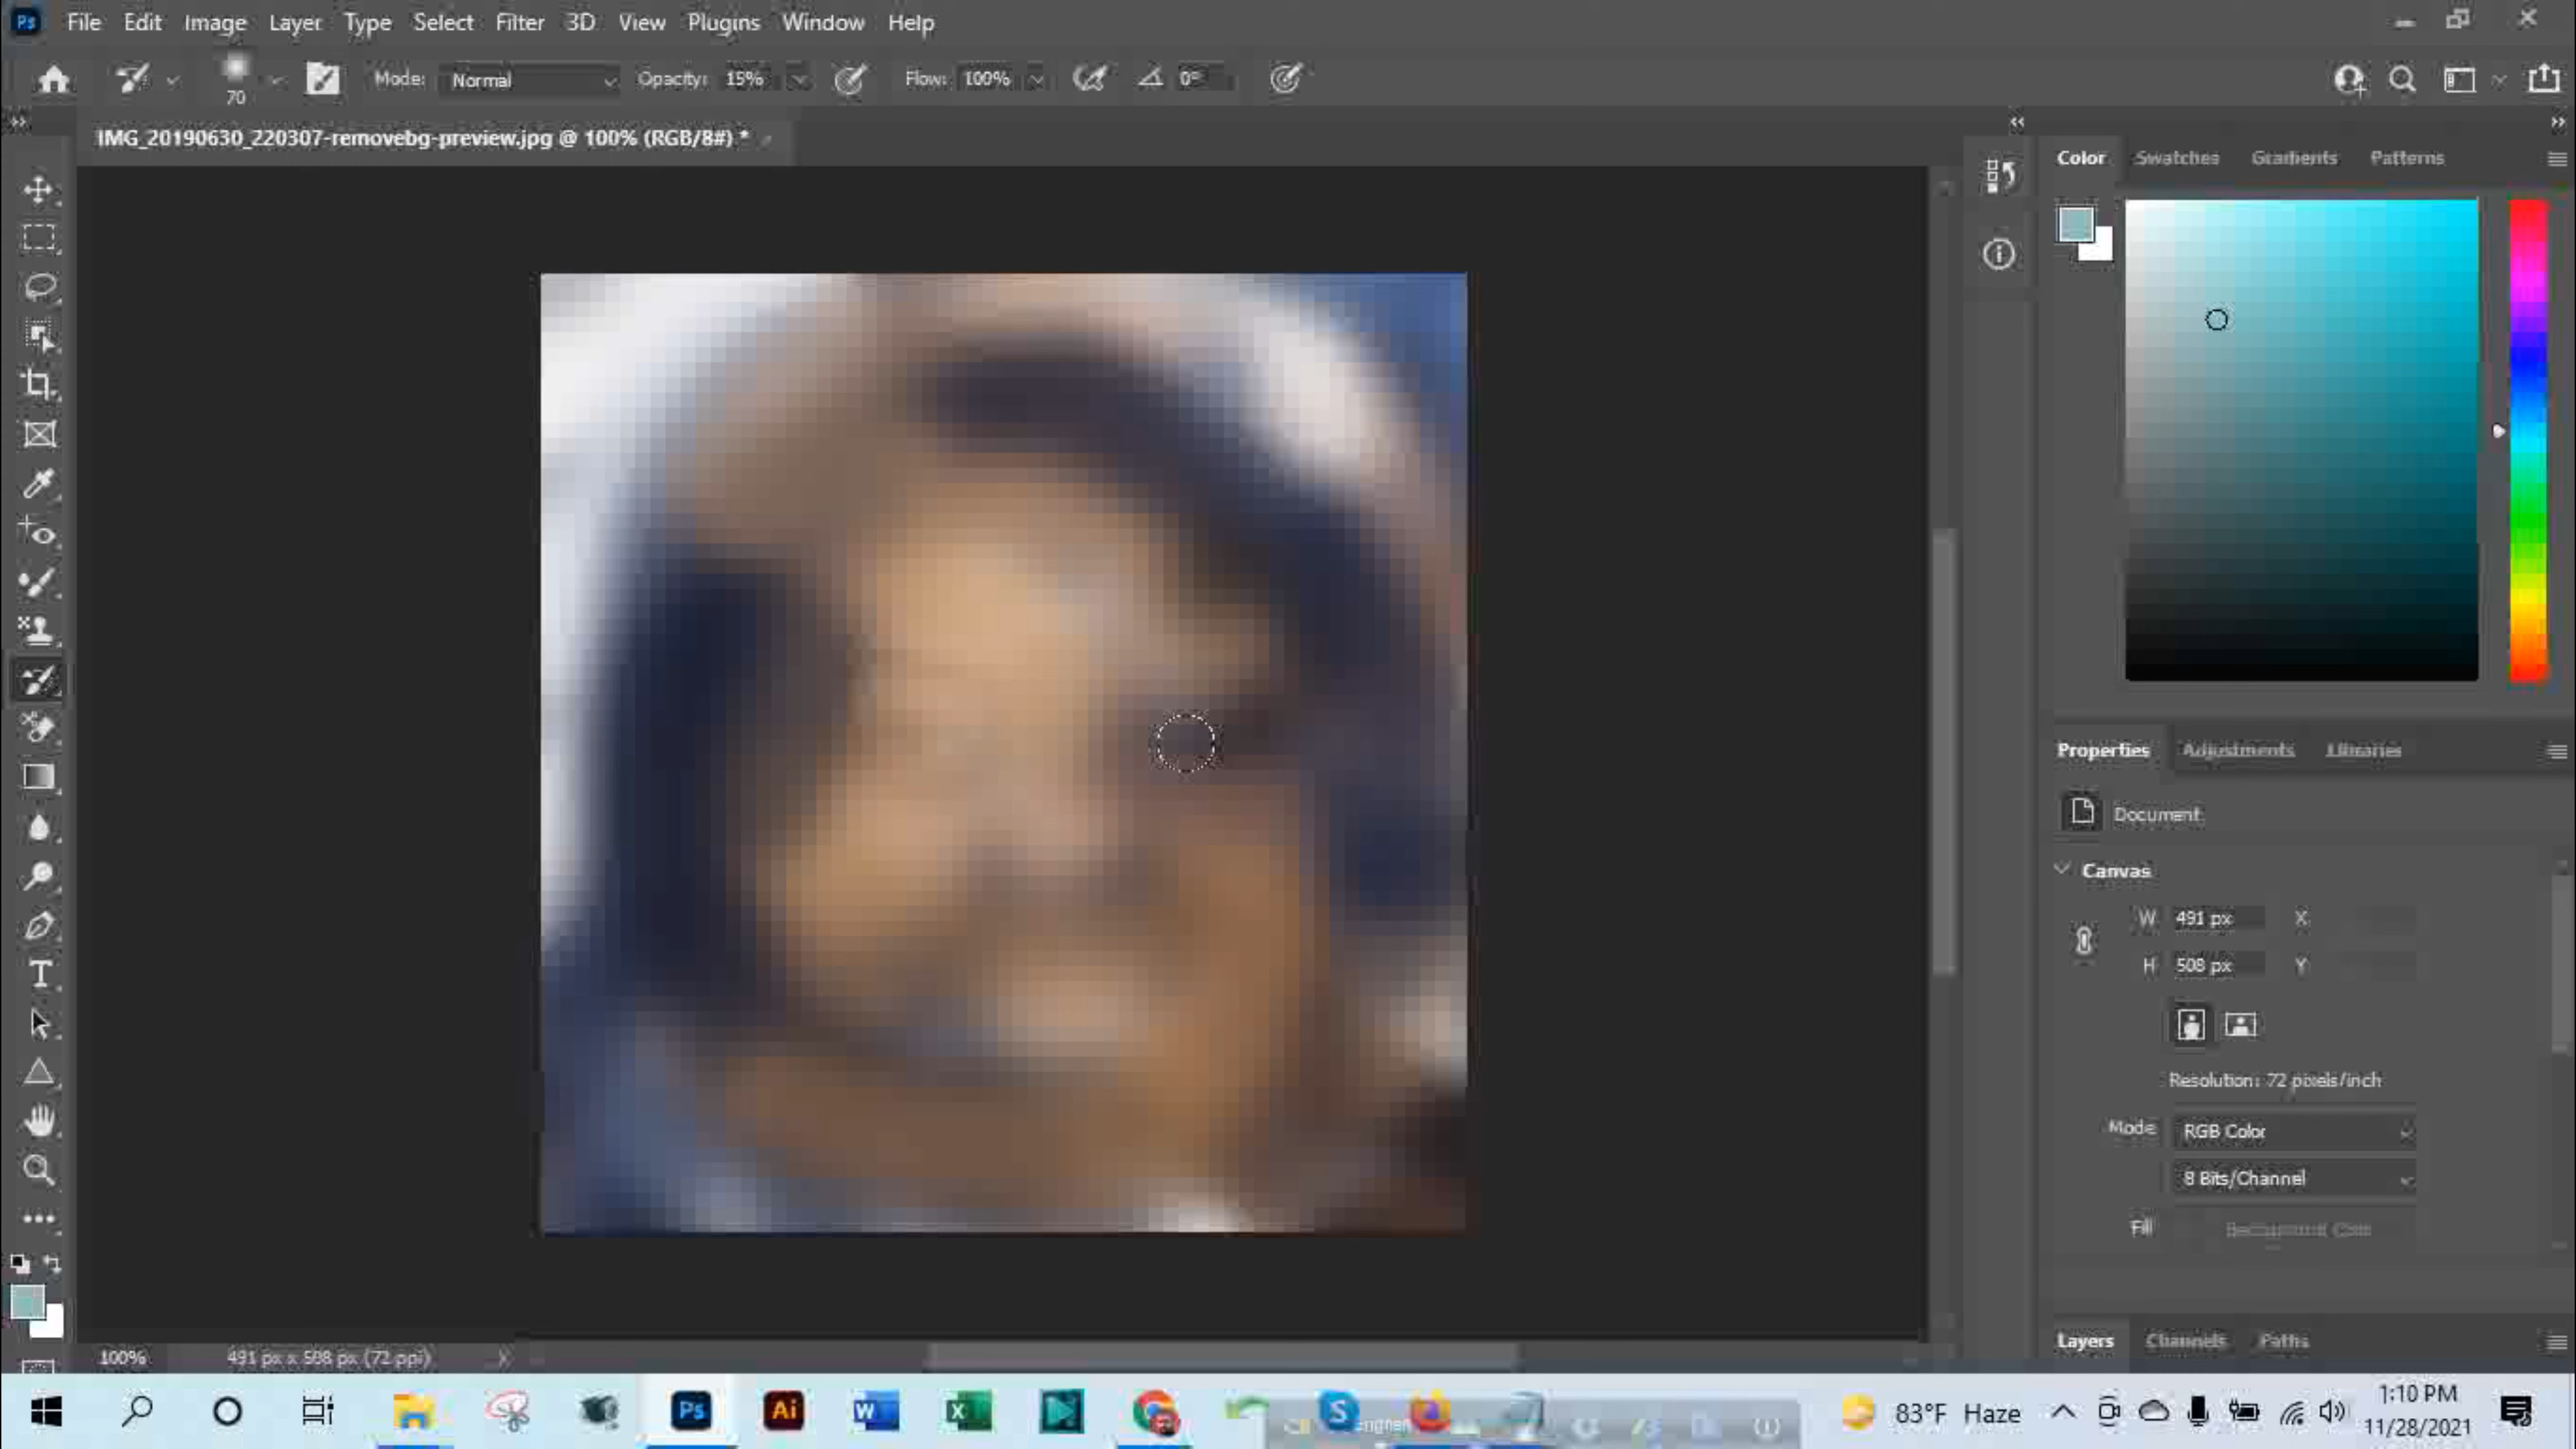 Ps File Edit Image Layer Type Select Filter 3D View Plugins Window Help
70 Mode: Normal Opacity: 15% Flow: 100% 0°
IMG_20190630_220307-removebg-preview.jpg @ 100% (RGB/8#) *
Color Swatches Gradients Patterns
Properties Adjustments Libraries
Document
Canvas
W 491 px X
H 508 px Y
Resolution: 72 pixels/inch
Mode RGB Color
8 Bits/Channel
Fill
Layers Channels Paths
100% 491 px x 508 px (72 ppi)
Ps Ai W X S
83°F Haze
1:10 PM
11/28/2021